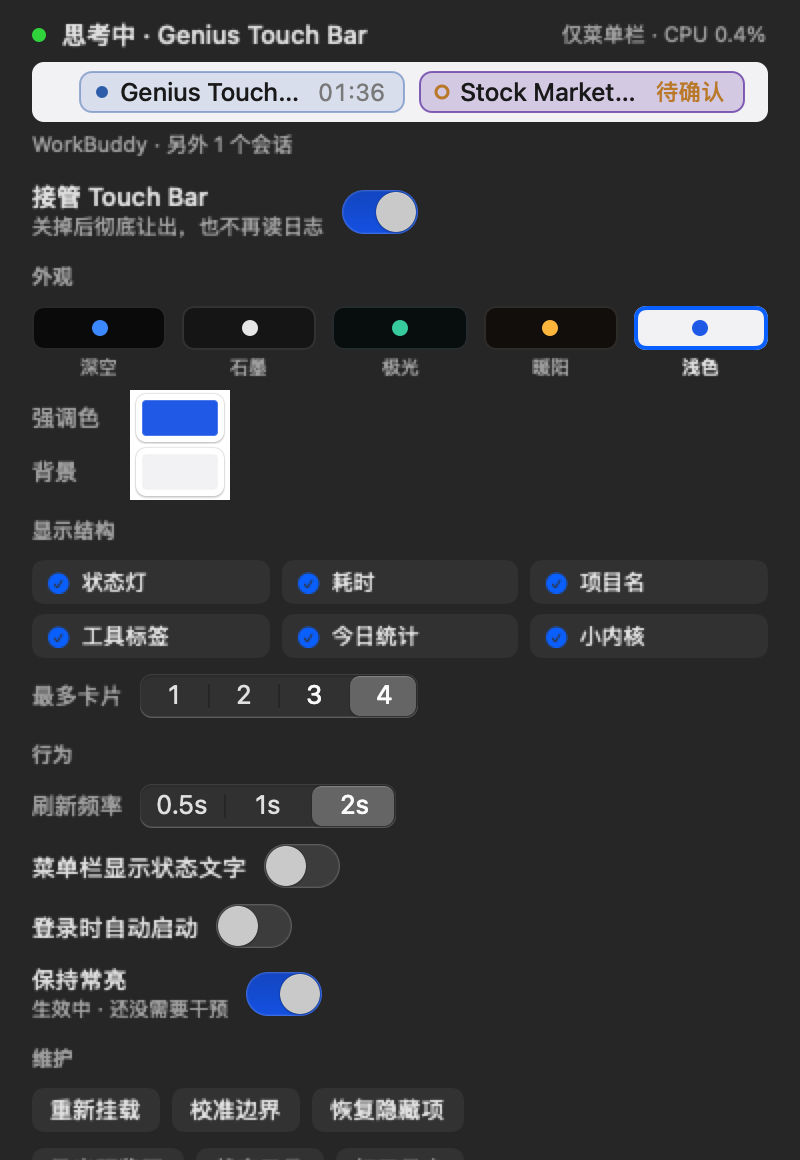 思考中 · Genius Touch Bar 仅菜单栏 · CPU 0.4%
Genius Touch... 01:36 Stock Market... 待确认
WorkBuddy · 另外 1 个会话
接管 Touch Bar
关掉后彻底让出，也不再读日志
外观
深空 石墨 极光 暖阳 浅色
强调色
背景
显示结构
状态灯 耗时 项目名
工具标签 今日统计 小内核
最多卡片 1 2 3 4
行为
刷新频率 0.5s 1s 2s
菜单栏显示状态文字
登录时自动启动
保持常亮
生效中 · 还没需要干预
维护
重新挂载 校准边界 恢复隐藏项